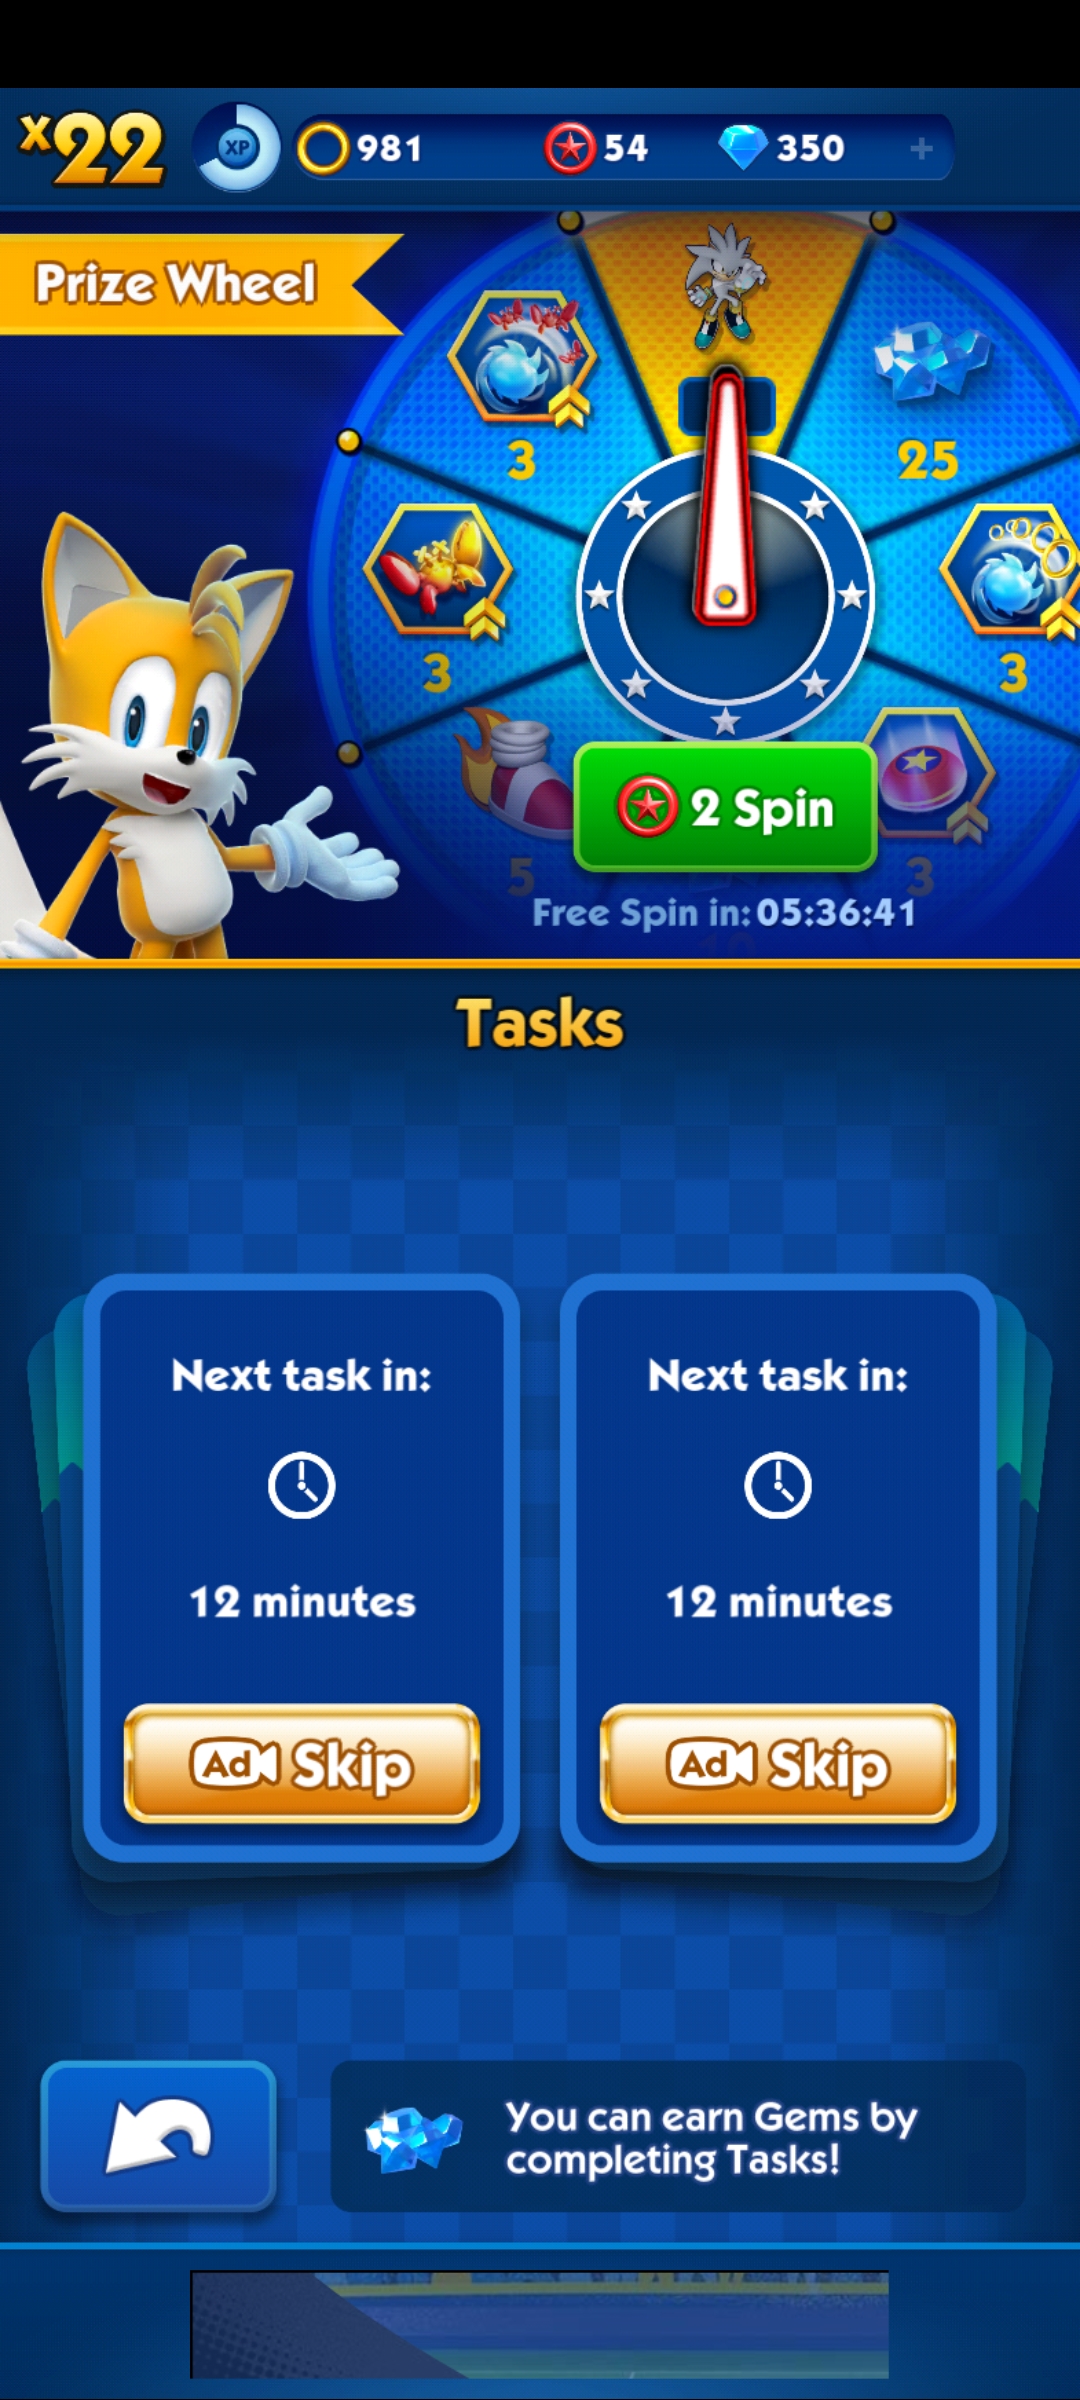 x22
XP
981
54
350
+
Prize Wheel
3
25
3
3
2 Spin
5
3
Free Spin in: 05:36:41
Tasks
Next task in:
12 minutes
Ad Skip
Next task in:
12 minutes
Ad Skip
You can earn Gems by
completing Tasks!